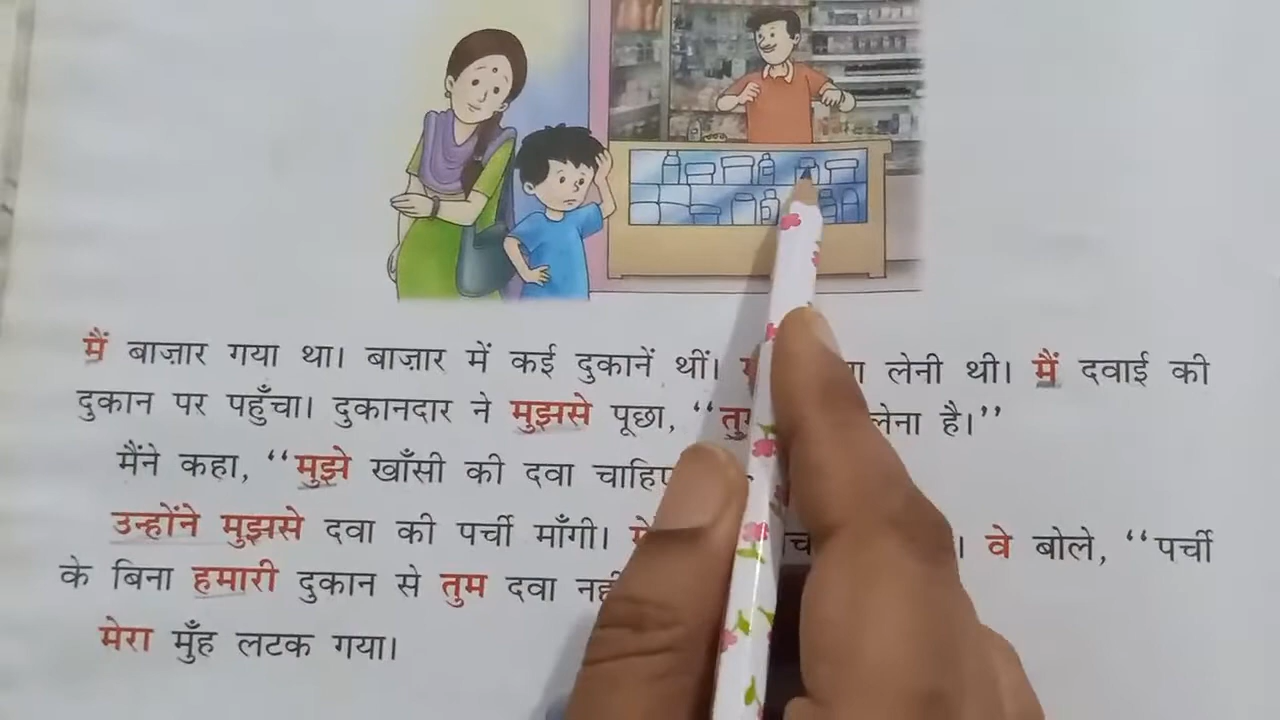 मैं बाज़ार गया था। बाज़ार में कई दुकानें थीं। लेनी थी। मैं दवाई की
दुकान पर पहुँचा। दुकानदार ने मुझसे पूछा, “ लेना है।”
मैंने कहा, “मुझे खाँसी की दवा
उन्होंने मुझसे दवा की पर्ची माँगी। वे बोले, “पर्ची
के बिना हमारी दुकान से तुम दवा
मेरा मुँह लटक गया।